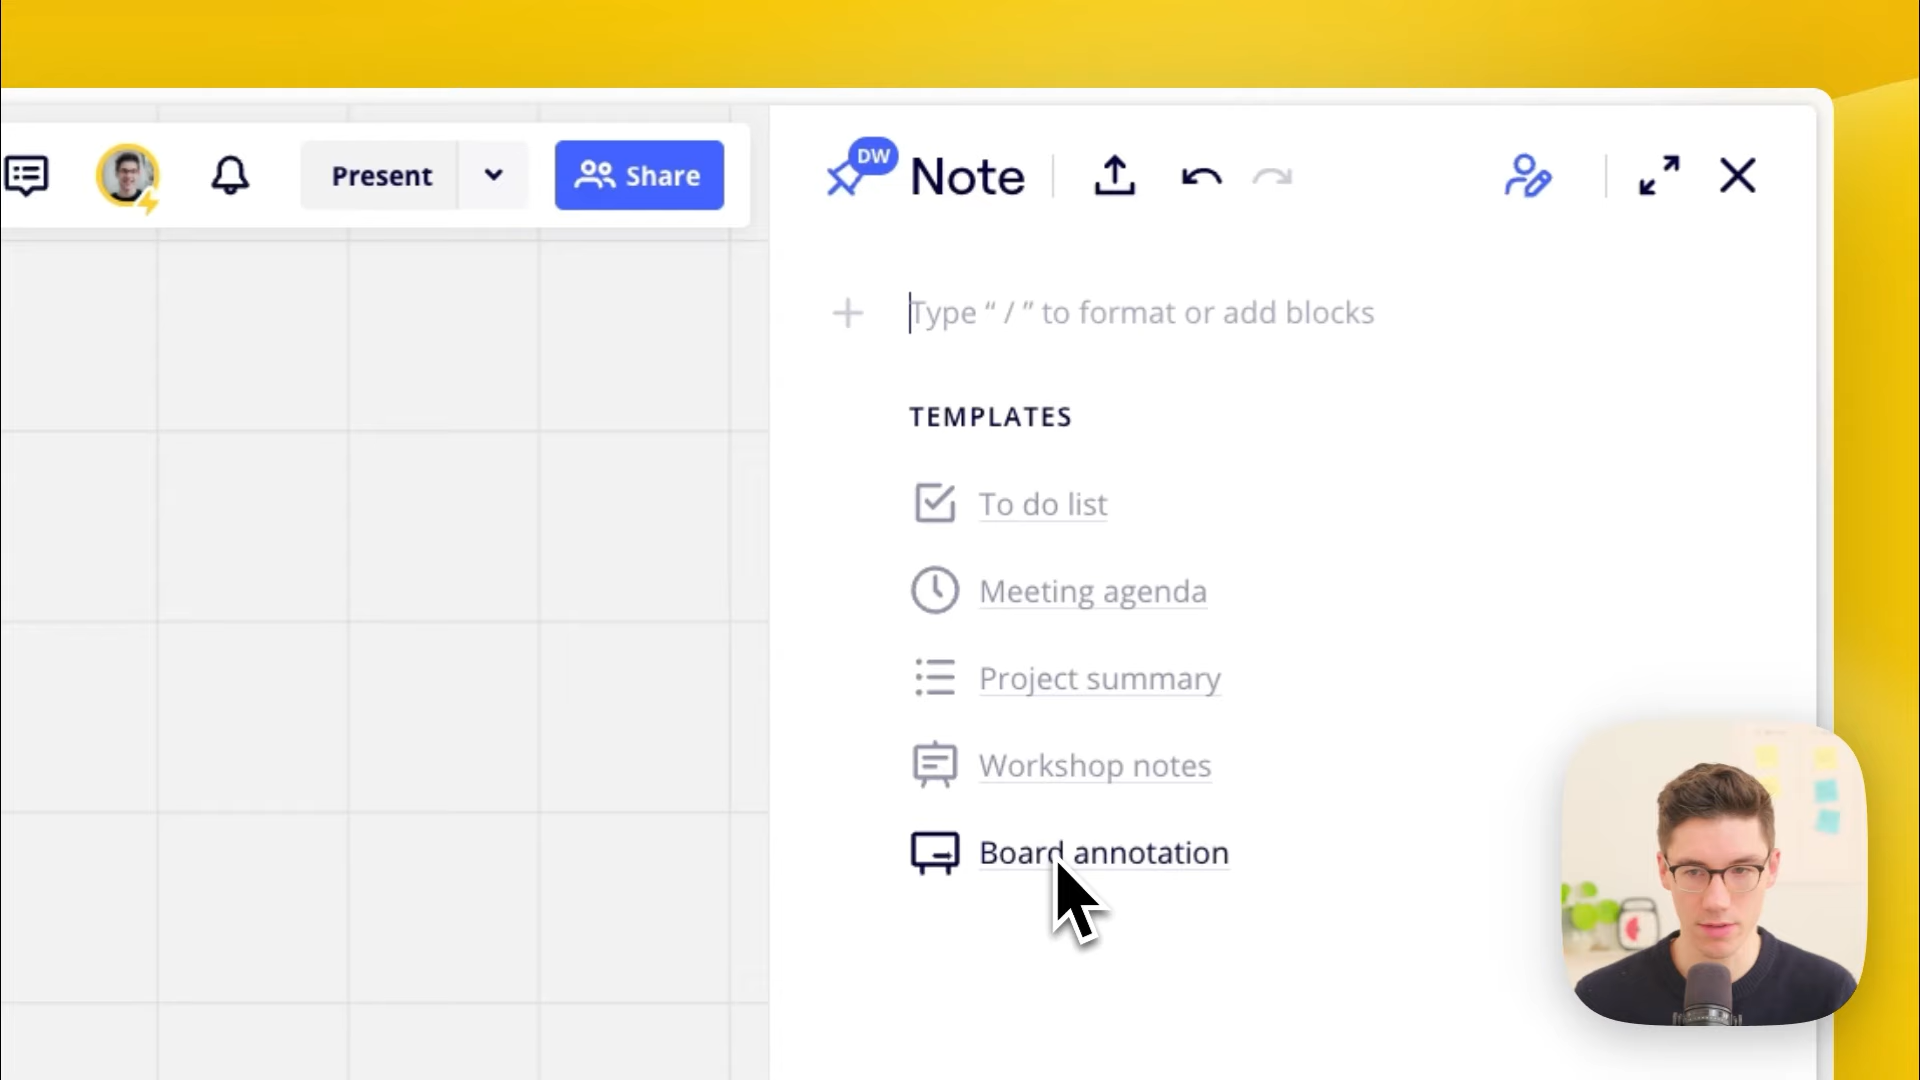 Present
Share
DW
Note
Type “ / ” to format or add blocks
TEMPLATES
To do list
Meeting agenda
Project summary
Workshop notes
Board annotation